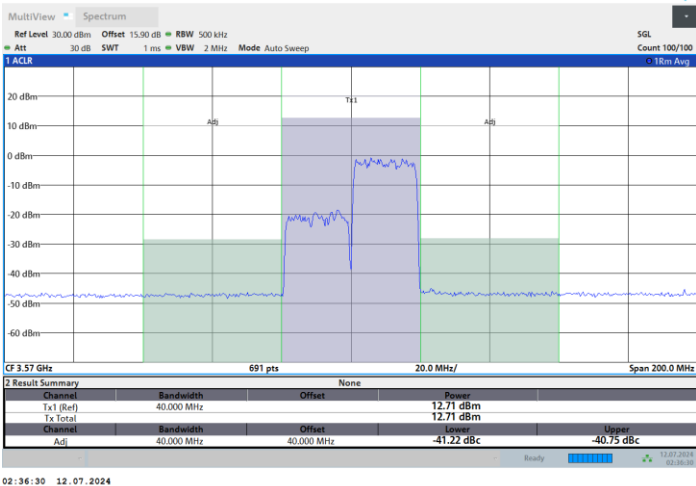 MultiView Spectrum
Ref Level 30.00 dBm Offset 15.90 dB RBW 500 kHz SGL
Att 30 dB SWT 1 ms VBW 2 MHz Mode Auto Sweep Count 100/100
1 ACLR 1Rm Avg
20 dBm
Tx1
10 dBm Adj Adj
0 dBm
-10 dBm
-20 dBm
-30 dBm
-40 dBm
-50 dBm
-60 dBm
CF 3.57 GHz 691 pts 20.0 MHz/ Span 200.0 MHz
2 Result Summary None
Channel Bandwidth Offset Power
Tx1 (Ref) 40.000 MHz 12.71 dBm
Tx Total 12.71 dBm
Channel Bandwidth Offset Lower Upper
Adj 40.000 MHz 40.000 MHz -41.22 dBc -40.75 dBc
Ready 12.07.2024
02:36:30
02:36:30 12.07.2024